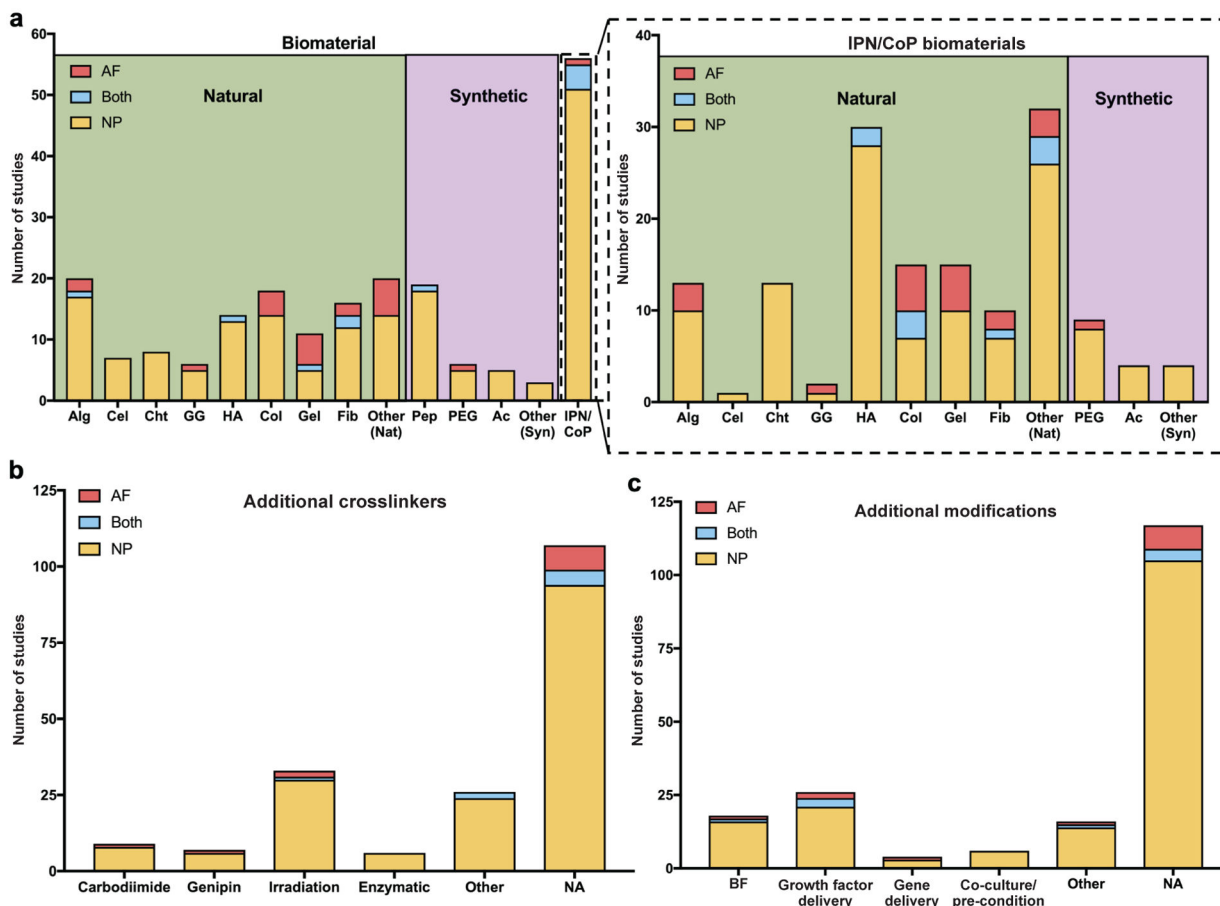 a
Biomaterial
60
50
40
30
20
10
0
Number of studies
AF
Both
NP
Natural
Synthetic
Alg Cel Cht GG HA Col Gel Fib Other Pep PEG Ac Other IPN/
(Nat) (Syn) CoP
IPN/CoP biomaterials
40
30
20
10
0
Number of studies
AF
Both
NP
Natural
Synthetic
Alg Cel Cht GG HA Col Gel Fib Other PEG Ac Other
(Nat) (Syn)
b
Additional crosslinkers
125
100
75
50
25
0
Number of studies
AF
Both
NP
Carbodiimide Genipin Irradiation Enzymatic Other NA
c
Additional modifications
125
100
75
50
25
0
Number of studies
AF
Both
NP
BF Growth factor Gene Co-culture/ Other NA
delivery delivery pre-condition